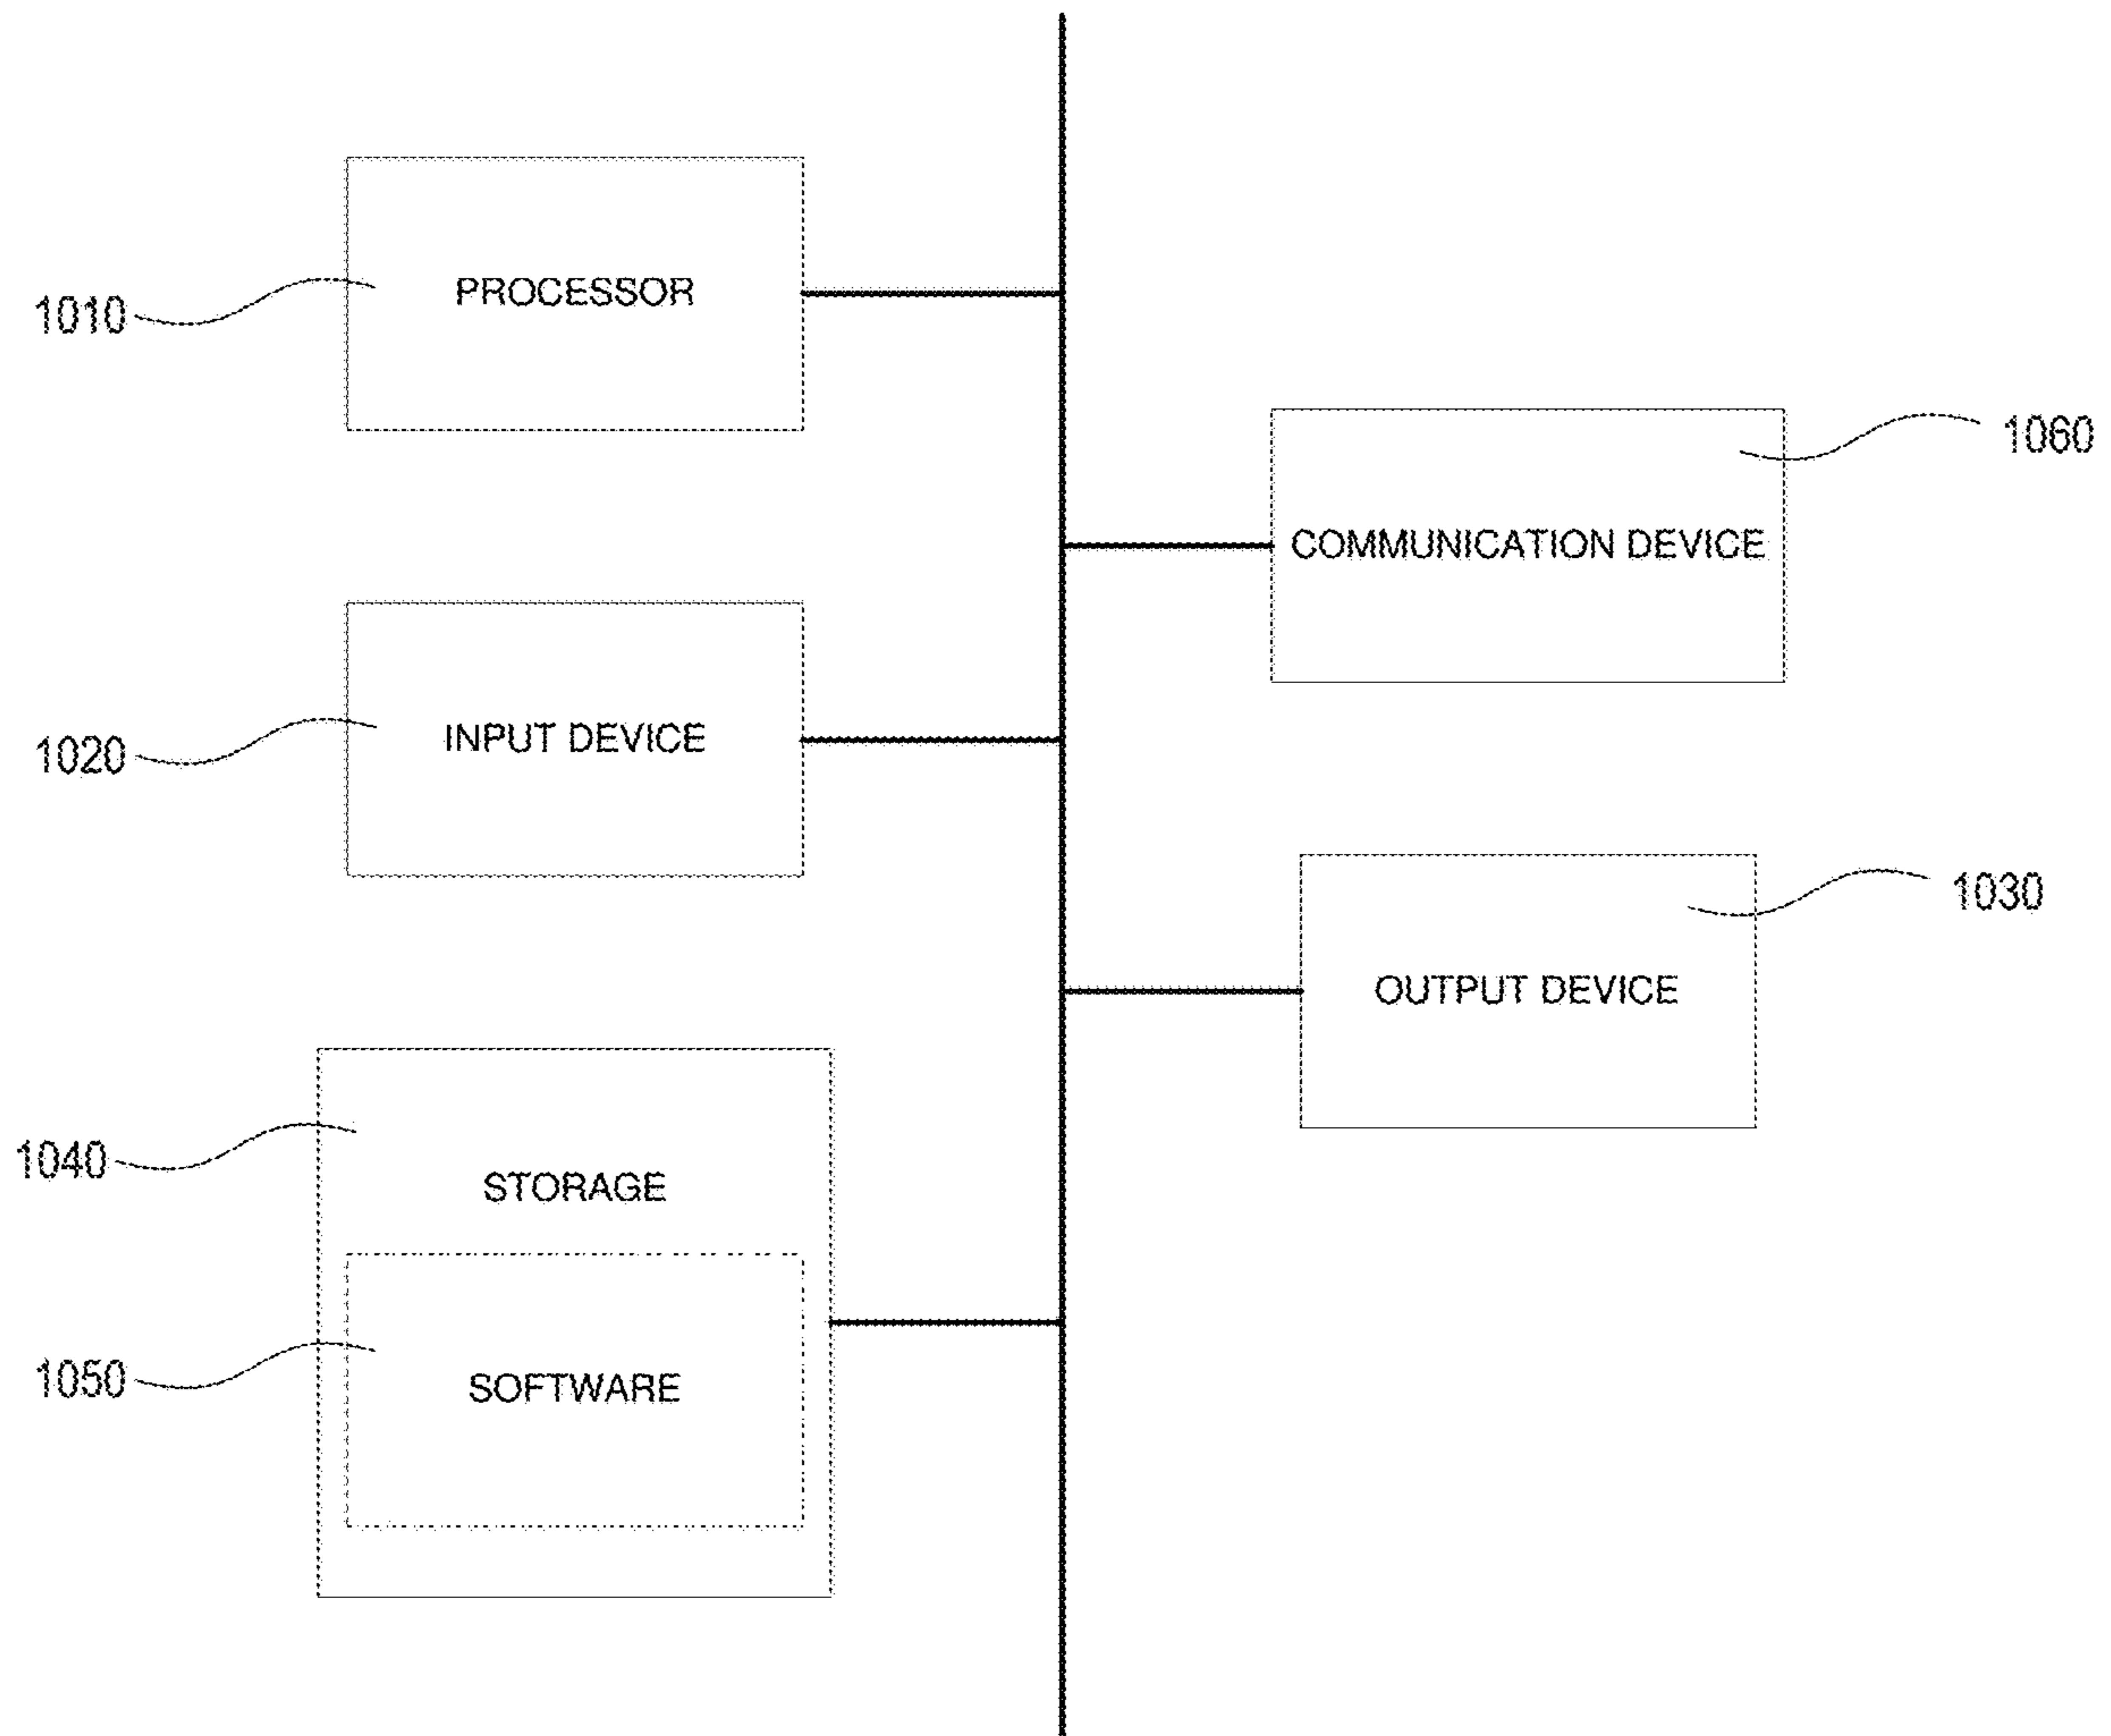 PROCESSOR
1010
1060
COMMUNICATION DEVICE
INPUT DEVICE
1020
1030
OUTPUT DEVICE
1040
STORAGE
1050
SOFTWARE